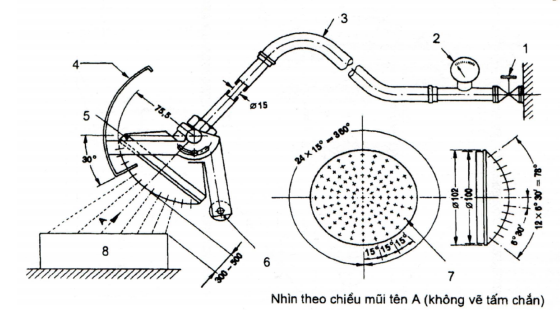 3
2
1
4
75,5
Ø15
5
30°
24 × 15° = 360°
Ø102
Ø100
12 × 6° 30' = 78°
6° 30'
A
8
300 – 500
6
15°
15°
15°
7
Nhìn theo chiều mũi tên A (không vẽ tấm chắn)